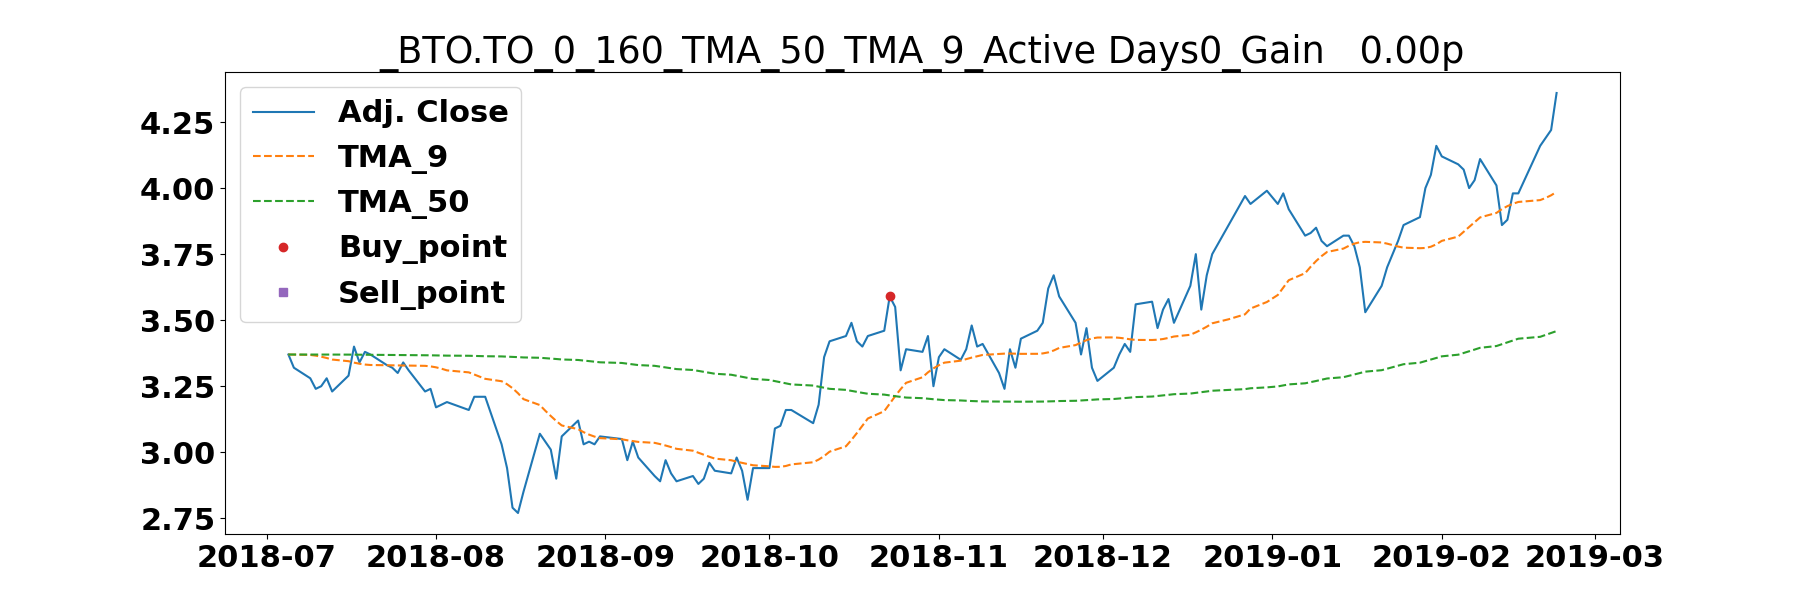 _BTO.TO_0_160_TMA_50_TMA_9_Active Days0_Gain   0.00p
Adj. Close
TMA_9
TMA_50
Buy_point
Sell_point
4.25
4.00
3.75
3.50
3.25
3.00
2.75
2018-07 2018-08 2018-09 2018-10 2018-11 2018-12 2019-01 2019-02 2019-03